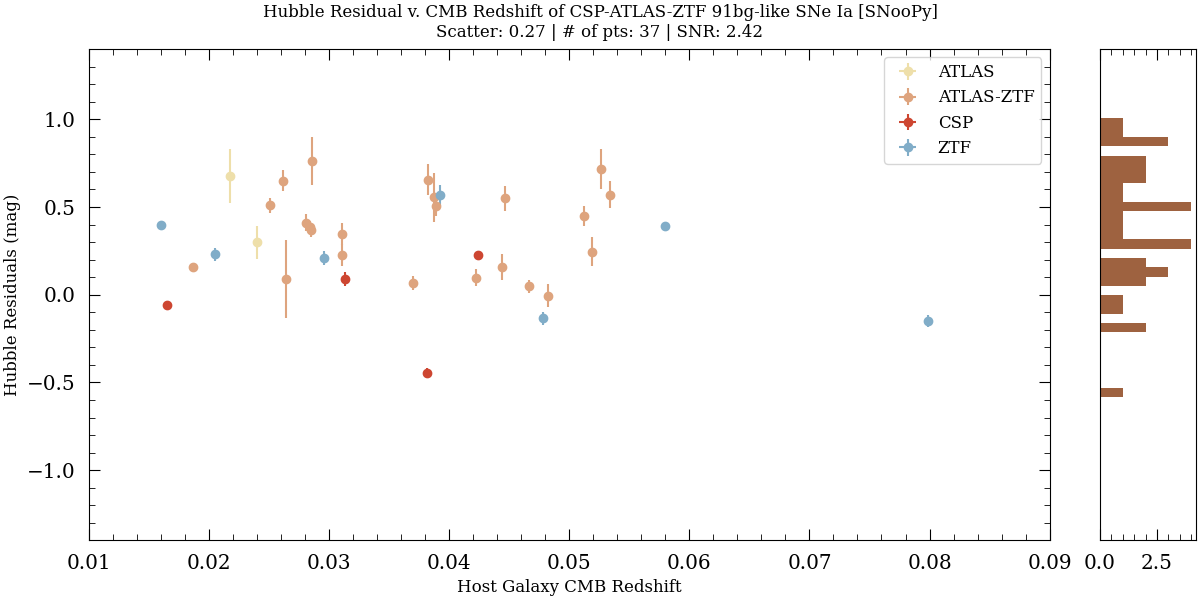 Hubble Residual v. CMB Redshift of CSP-ATLAS-ZTF 91bg-like SNe Ia [SNooPy]
Scatter: 0.27 | # of pts: 37 | SNR: 2.42
ATLAS
ATLAS-ZTF
CSP
ZTF
Hubble Residuals (mag)
1.0
0.5
0.0
−0.5
−1.0
0.01 0.02 0.03 0.04 0.05 0.06 0.07 0.08 0.09
0.0 2.5
Host Galaxy CMB Redshift